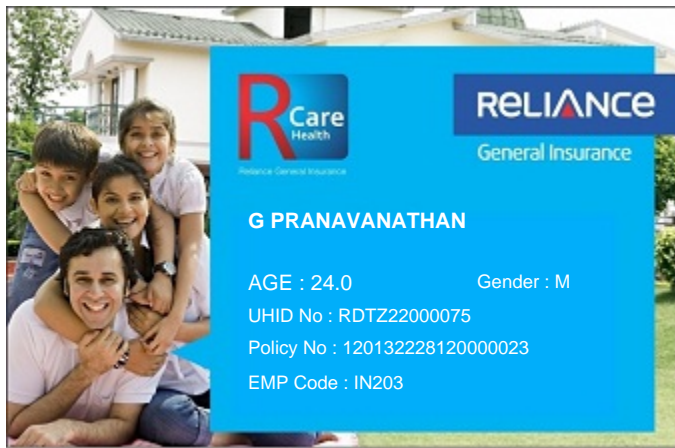 R Care
Health
Reliance General Insurance
RELIANCE
General Insurance
G PRANAVANATHAN
AGE : 24.0 Gender : M
UHID No : RDTZ22000075
Policy No : 120132228120000023
EMP Code : IN203